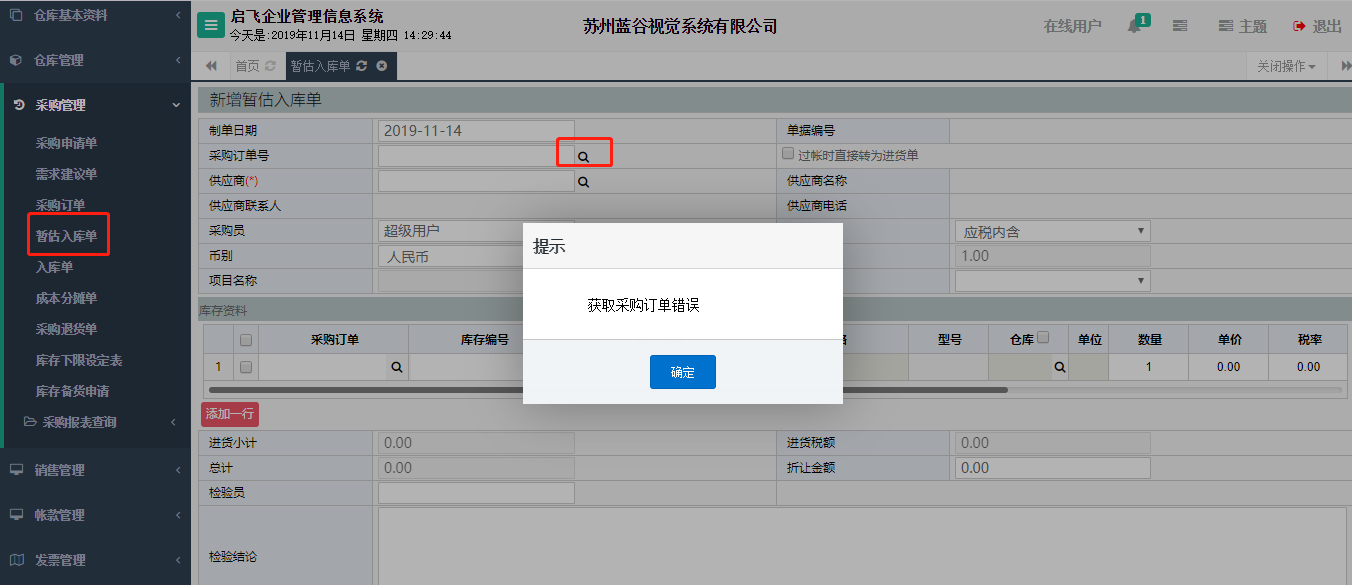 仓库基本资料
仓库管理
采购管理
采购申请单
需求建议单
采购订单
暂估入库单
入库单
成本分摊单
采购退货单
库存下限设定表
库存备货申请
采购报表查询
销售管理
帐款管理
发票管理
启飞企业管理信息系统
今天是:2019年11月14日 星期四 14:29:44
苏州蓝谷视觉系统有限公司
在线用户
1
主题
退出
首页
暂估入库单
关闭操作
新增暂估入库单
制单日期 2019-11-14 单据编号
采购订单号 过帐时直接转为进货单
供应商(*) 供应商名称
供应商联系人 供应商电话
采购员 超级用户 应税内含
币别 人民币 1.00
项目名称
提示
获取采购订单错误
确定
库存资料
采购订单 库存编号 型号 仓库 单位 数量 单价 税率
1 1 0.00 0.00
添加一行
进货小计 0.00 进货税额 0.00
总计 0.00 折让金额 0.00
检验员
检验结论